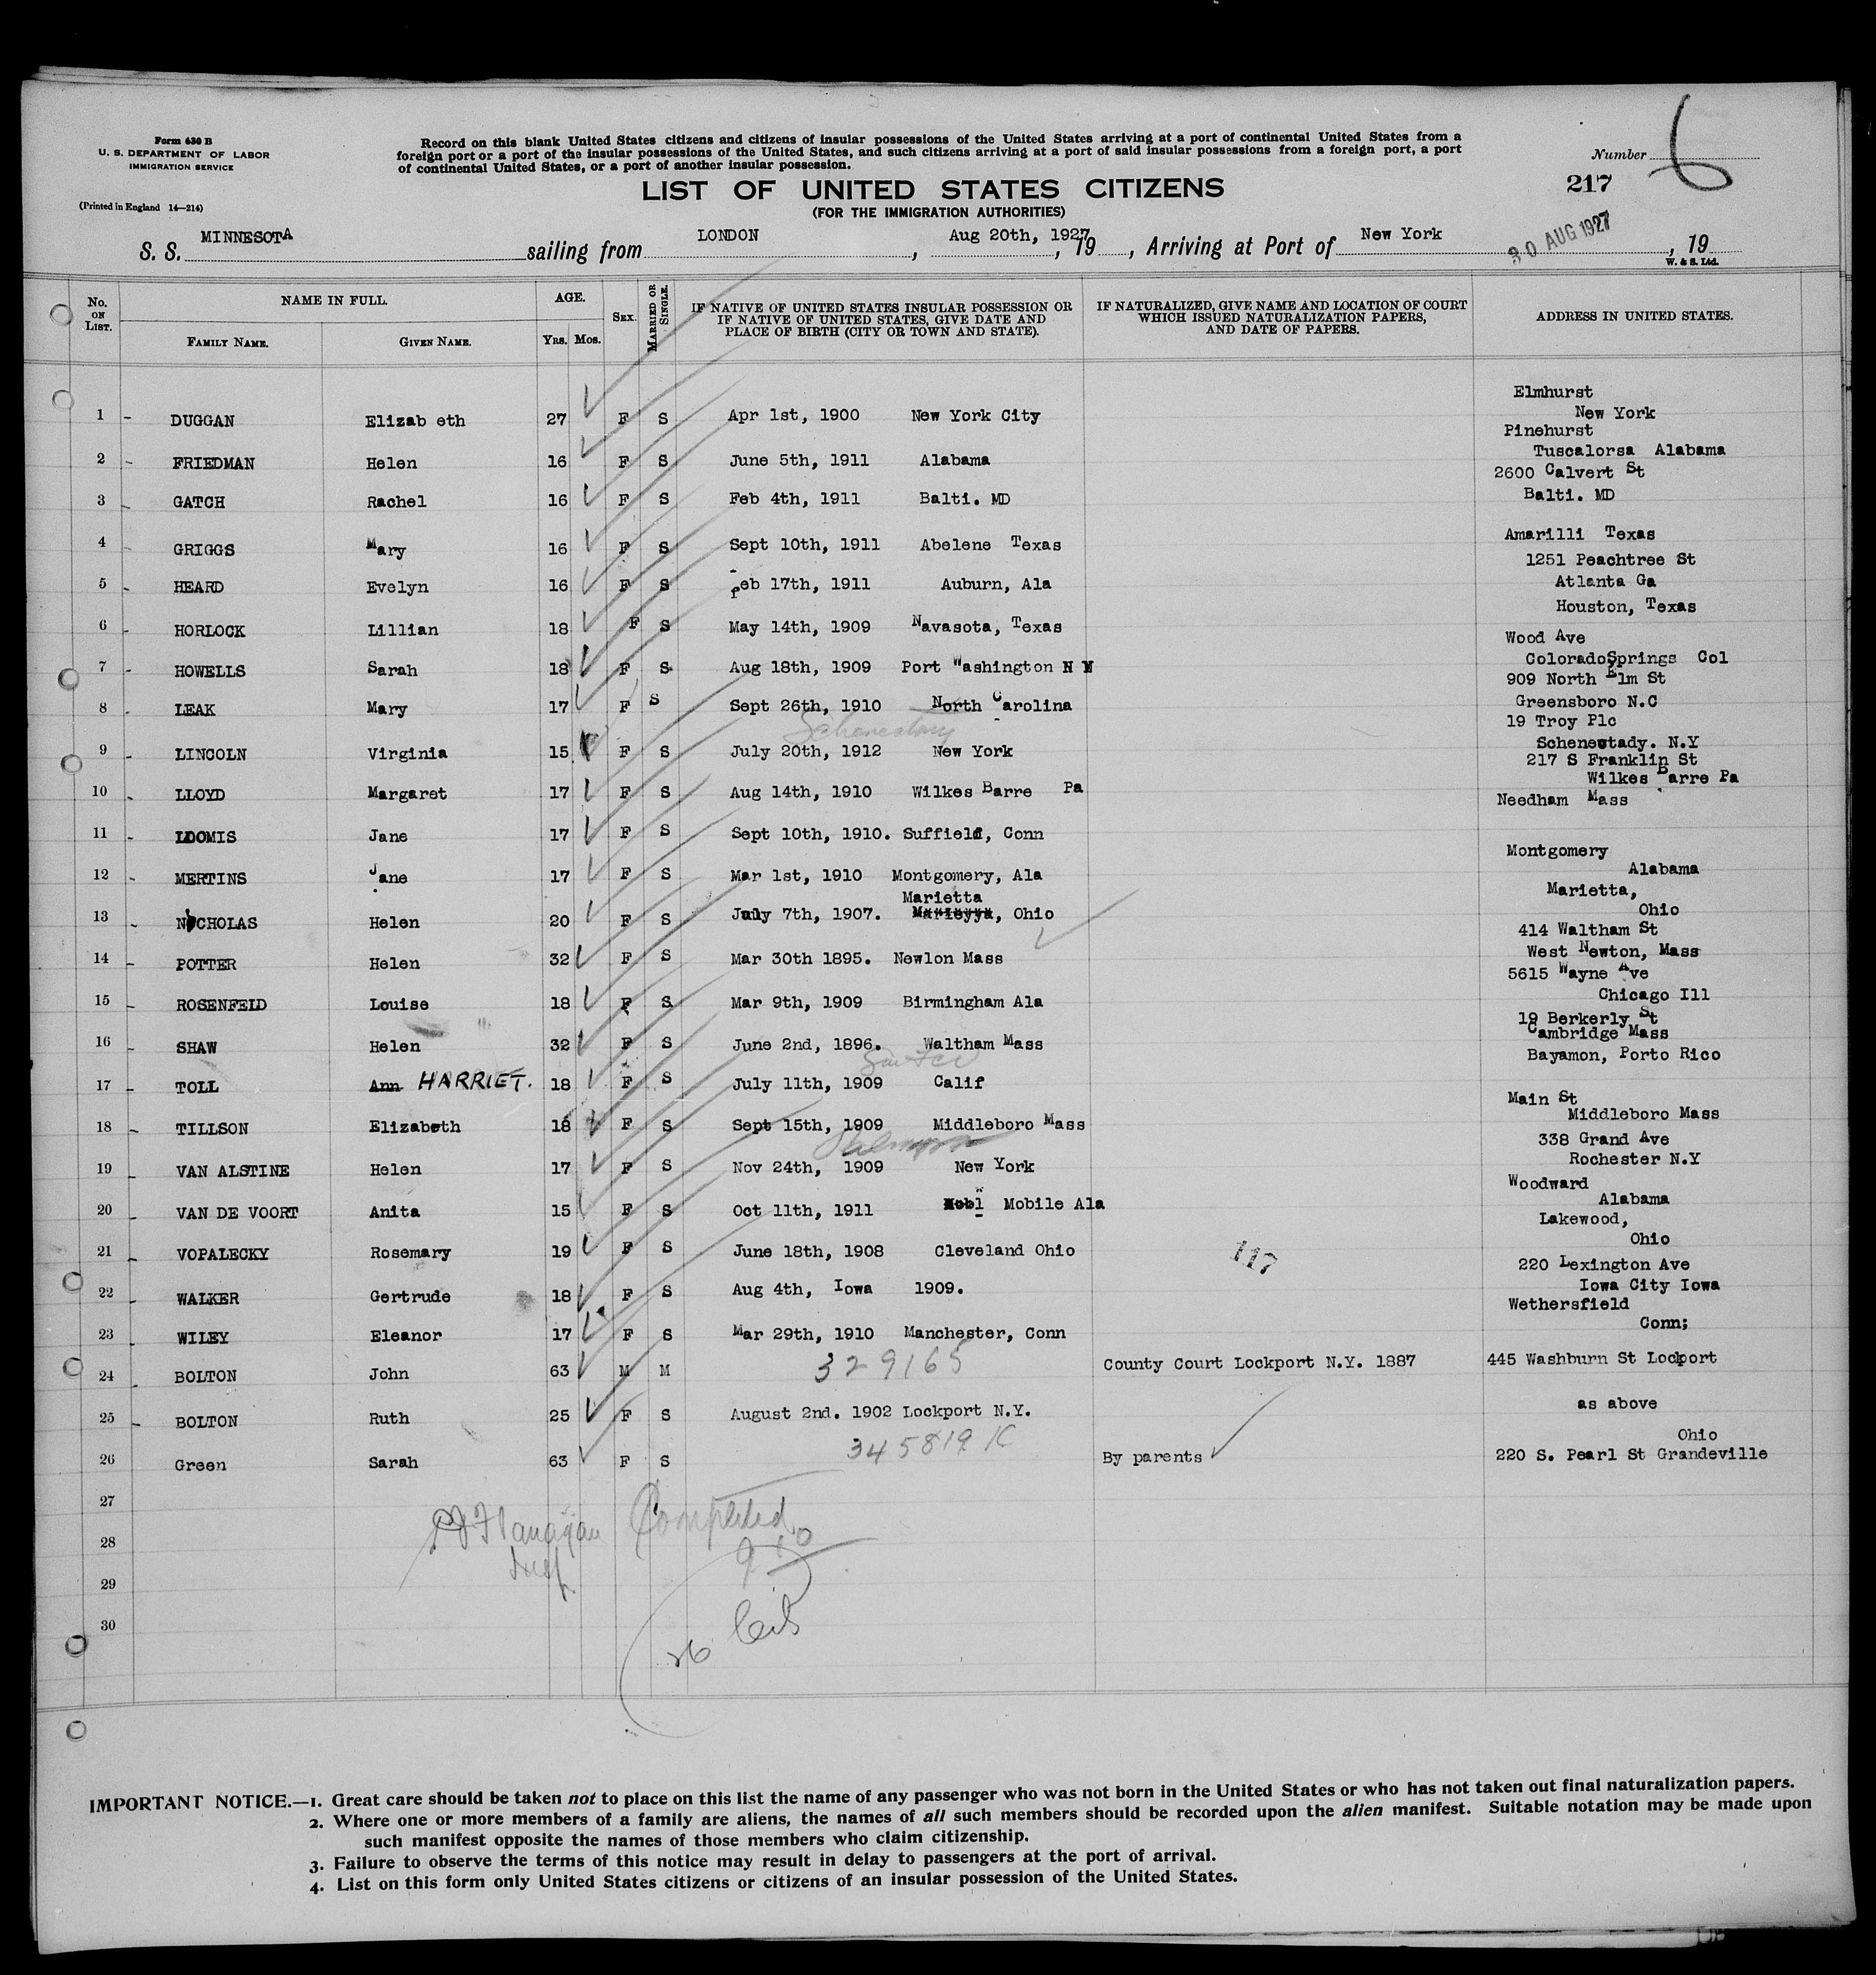 Form 630 B
U. S. DEPARTMENT OF LABOR
IMMIGRATION SERVICE
(Printed in England 14—214)
Record on this blank United States citizens and citizens of insular possessions of the United States arriving at a port of continental United States from a
foreign port or a port of the insular possessions of the United States, and such citizens arriving at a port of said insular possessions from a foreign port, a port
of continental United States, or a port of another insular possession.
Number 6
217
LIST OF UNITED STATES CITIZENS
(FOR THE IMMIGRATION AUTHORITIES)
S. S. MINNESOTA sailing from LONDON, Aug 20th, 1927, 19, Arriving at Port of New York 30 AUG 1927, 19
W. & S. Ltd.
No. ON LIST. NAME IN FULL. FAMILY NAME. GIVEN NAME. AGE. YRS. MOS. SEX. MARRIED OR SINGLE. IF NATIVE OF UNITED STATES INSULAR POSSESSION OR IF NATIVE OF UNITED STATES, GIVE DATE AND PLACE OF BIRTH (CITY OR TOWN AND STATE). IF NATURALIZED, GIVE NAME AND LOCATION OF COURT WHICH ISSUED NATURALIZATION PAPERS, AND DATE OF PAPERS. ADDRESS IN UNITED STATES.
1 - DUGGAN Elizab eth 27 F S Apr 1st, 1900 New York City Elmhurst New York
2 - FRIEDMAN Helen 16 F S June 5th, 1911 Alabama Pinehurst Tuscalorsa Alabama
3 - GATCH Rachel 16 F S Feb 4th, 1911 Balti. MD 2600 Calvert St Balti. MD
4 - GRIGGS Mary 16 F S Sept 10th, 1911 Abelene Texas Amarilli Texas
5 - HEARD Evelyn 16 F S feb 17th, 1911 Auburn, Ala 1251 Peachtree St Atlanta Ga
6 - HORLOCK Lillian 18 F S May 14th, 1909 Navasota, Texas Houston, Texas
7 - HOWELLS Sarah 18 F S Aug 18th, 1909 Port Washington N Y Wood Ave ColoradoSprings Col
8 - LEAK Mary 17 F S Sept 26th, 1910 North Carolina 909 North Elm St Greensboro N.C
Schenectady
9 - LINCOLN Virginia 15 F S July 20th, 1912 New York 19 Troy Plc Schenectady. N.Y
10 - LLOYD Margaret 17 F S Aug 14th, 1910 Wilkes Barre Pa 217 S Franklin St Wilkes Barre Pa
11 - LOOMIS Jane 17 F S Sept 10th, 1910. Suffield, Conn Needham Mass
12 - MERTINS Jane 17 F S Mar 1st, 1910 Montgomery, Ala Montgomery Alabama
13 - NICHOLAS Helen 20 F S July 7th, 1907. Marietta Marieyya, Ohio Marietta, Ohio
14 - POTTER Helen 32 F S Mar 30th 1895. Newlon Mass 414 Waltham St West Newton, Mass
15 - ROSENFELD Louise 18 F S Mar 9th, 1909 Birmingham Ala 5615 Wayne Ave Chicago Ill
16 - SHAW Helen 32 F S June 2nd, 1896. Waltham Mass 19 Berkerly St Cambridge Mass
17 - TOLL Ann HARRIET. 18 F S July 11th, 1909 Calif Bayamon, Porto Rico
18 - TILLSON Elizabeth 18 F S Sept 15th, 1909 Middleboro Mass Main St Middleboro Mass
19 - VAN ALSTINE Helen 17 F S Nov 24th, 1909 New York 338 Grand Ave Rochester N.Y
20 - VAN DE VOORT Anita 15 F S Oct 11th, 1911 Mobl Mobile Ala Woodward Alabama
21 - VOPALECKY Rosemary 19 F S June 18th, 1908 Cleveland Ohio 117 Lakewood, Ohio
22 - WALKER Gertrude 18 F S Aug 4th, Iowa 1909. 220 Lexington Ave Iowa City Iowa
23 - WILEY Eleanor 17 F S Mar 29th, 1910 Manchester, Conn Wethersfield Conn;
24 - BOLTON John 63 M M 329165 County Court Lockport N.Y. 1887 445 Washburn St Lockport
25 - BOLTON Ruth 25 F S August 2nd. 1902 Lockport N.Y. as above
26 Green Sarah 63 F S 345819 IC By parents Ohio 220 S. Pearl St Grandeville
27
28
29
30
Flanagan Completed
Insp. 910
26
IMPORTANT NOTICE.—1. Great care should be taken not to place on this list the name of any passenger who was not born in the United States or who has not taken out final naturalization papers.
2. Where one or more members of a family are aliens, the names of all such members should be recorded upon the alien manifest. Suitable notation may be made upon
such manifest opposite the names of those members who claim citizenship.
3. Failure to observe the terms of this notice may result in delay to passengers at the port of arrival.
4. List on this form only United States citizens or citizens of an insular possession of the United States.